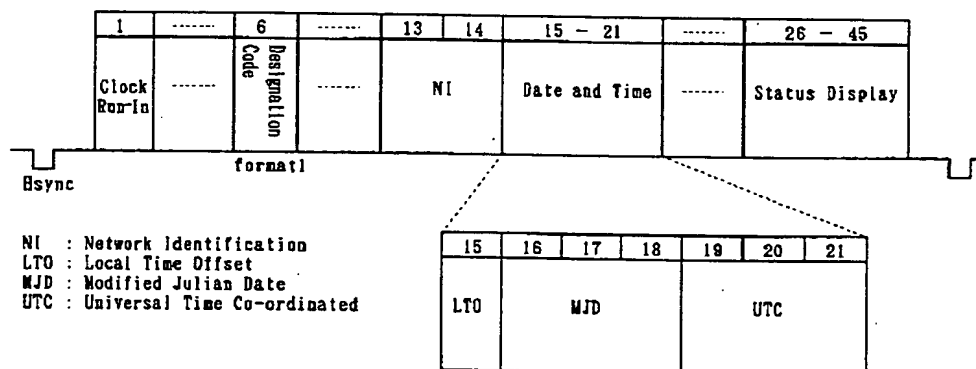 1 ------ 6 ------ 13 14 15 - 21 ------ 26 - 45
Clock
Run-In
------
Designation
Code
------
NI
Date and Time
------
Status Display
Hsync
format1
NI : Network Identification
LTO : Local Time Offset
MJD : Modified Julian Date
UTC : Universal Time Co-ordinated
15 16 17 18 19 20 21
LTO MJD UTC